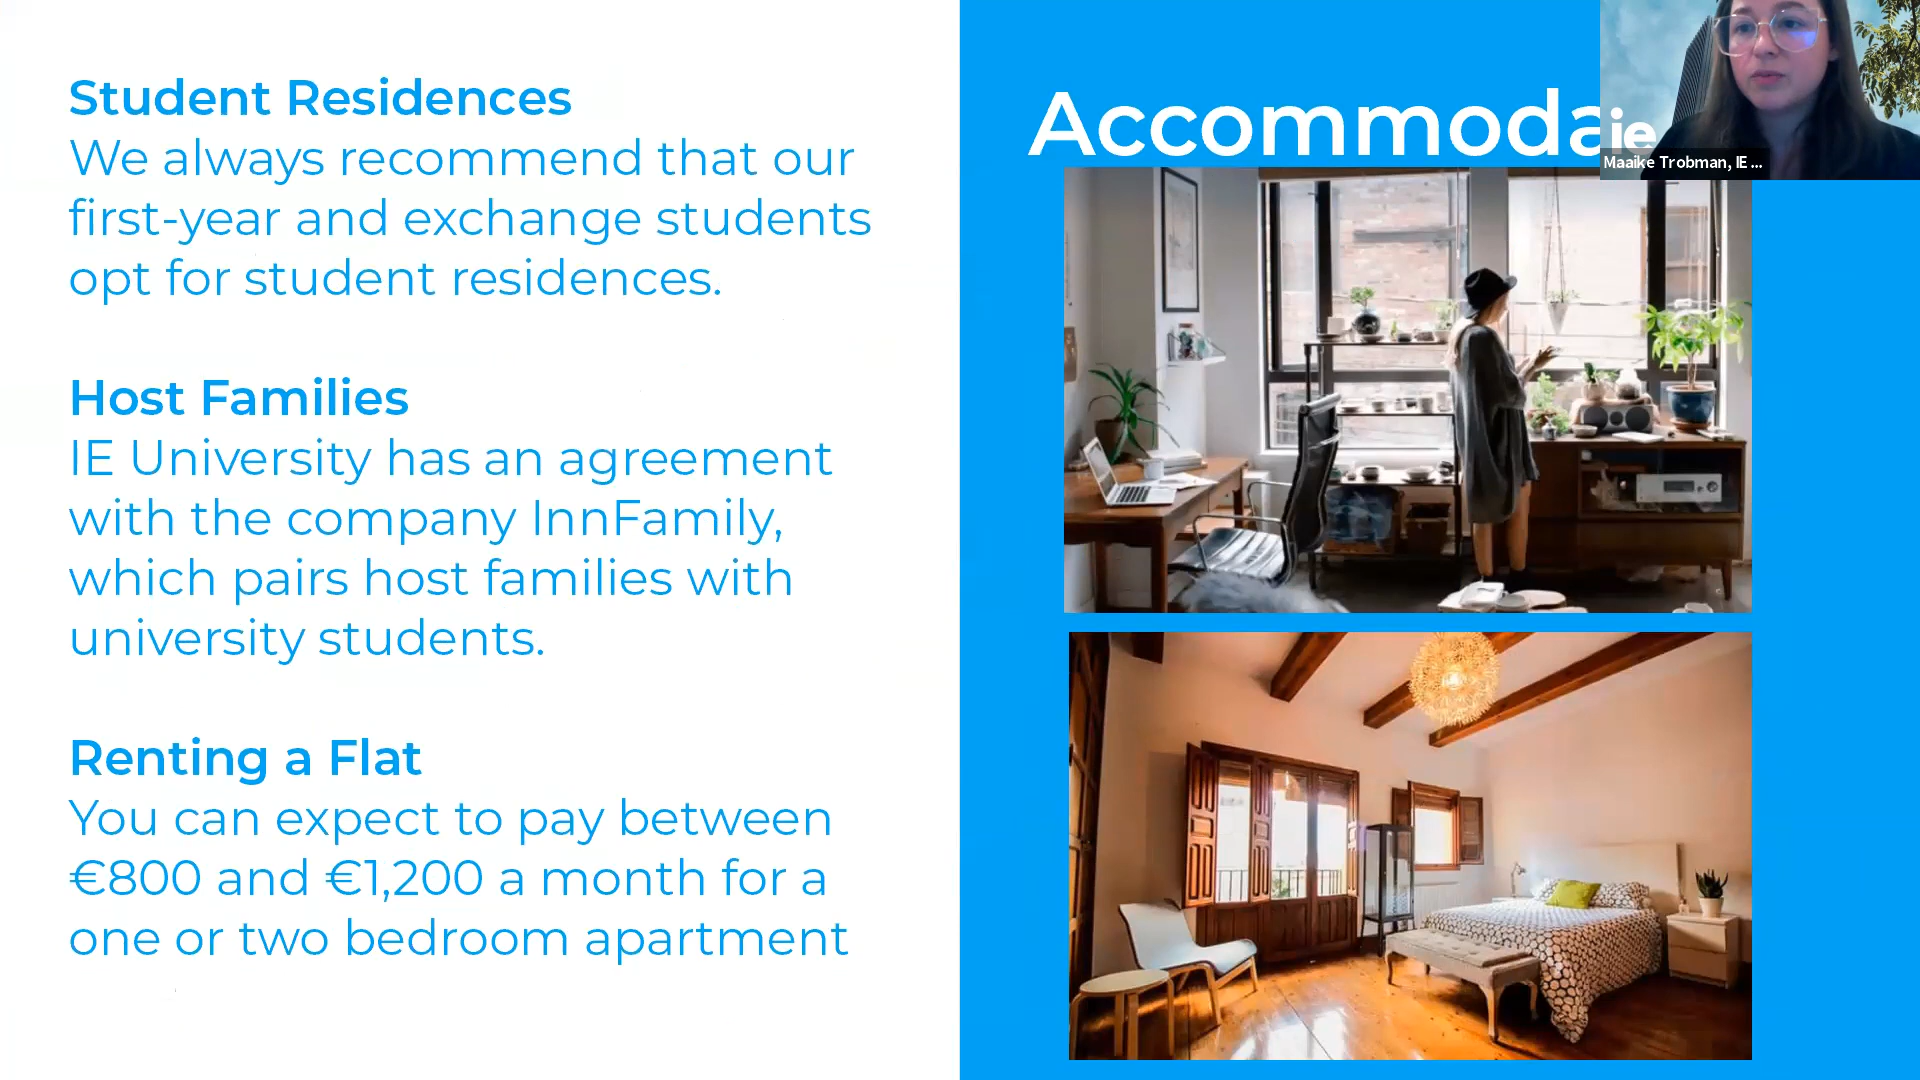 Student Residences
We always recommend that our
first-year and exchange students
opt for student residences.
Host Families
IE University has an agreement
with the company InnFamily,
which pairs host families with
university students.
Renting a Flat
You can expect to pay between
€800 and €1,200 a month for a
one or two bedroom apartment
Accommoda
ie
Maaike Trobman, IE ...